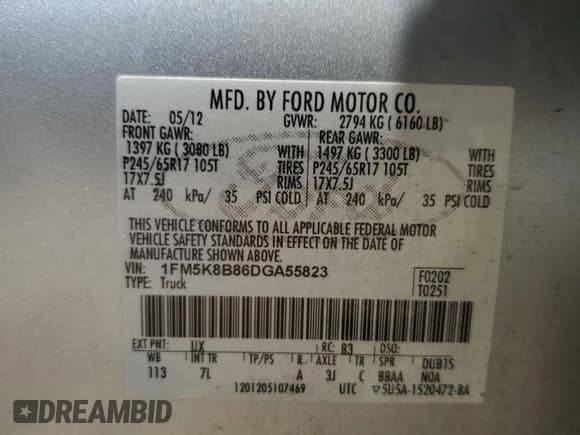 MFD. BY FORD MOTOR CO.
DATE: 05/12 GVWR: 2794 KG ( 6160 LB)
FRONT GAWR: REAR GAWR:
1397 KG ( 3080 LB) WITH 1497 KG ( 3300 LB) WITH
P245/65R17 105T TIRES P245/65R17 105T TIRES
17X7.5J RIMS 17X7.5J RIMS
AT 240 kPa/ 35 PSI COLD AT 240 kPa/ 35 PSI COLD
THIS VEHICLE CONFORMS TO ALL APPLICABLE FEDERAL MOTOR
VEHICLE SAFETY STANDARDS IN EFFECT ON THE DATE OF
MANUFACTURE SHOWN ABOVE.
VIN: 1FM5K8B86DGA55823 F0202
TYPE: Truck T0251
EXT PNT: UX RC: B3 DSO:
WB INT TR TP/PS R AXLE TR SPR DUB1S
113 7L A 3J C BBAA N0A
1201205107469 UTC ▽5U5A-1520472-BA
DREAMBID